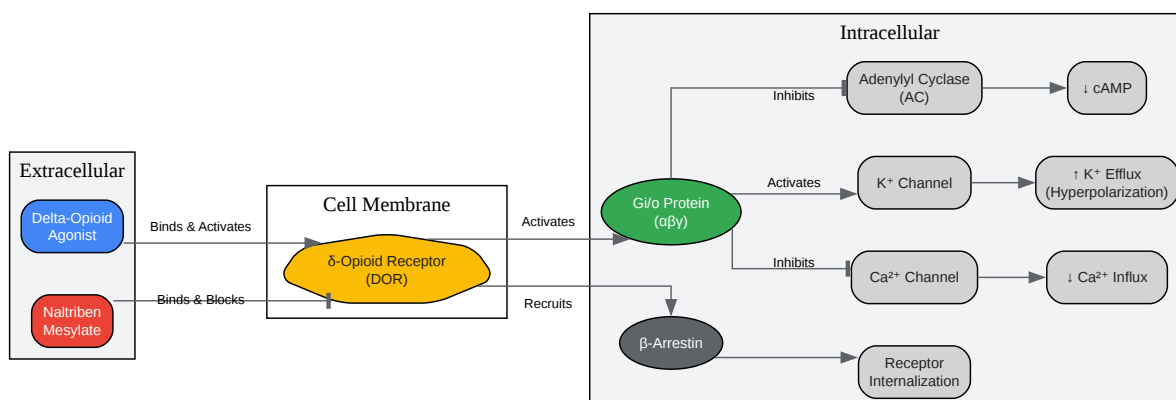 Extracellular
Delta-Opioid
Agonist
Naltriben
Mesylate
Binds & Activates
Binds & Blocks
Cell Membrane
δ-Opioid Receptor
(DOR)
Activates
Recruits
Intracellular
Gi/o Protein
(αβγ)
β-Arrestin
Inhibits
Adenylyl Cyclase
(AC)
↓ cAMP
Activates
K⁺ Channel
↑ K⁺ Efflux
(Hyperpolarization)
Inhibits
Ca²⁺ Channel
↓ Ca²⁺ Influx
Receptor
Internalization